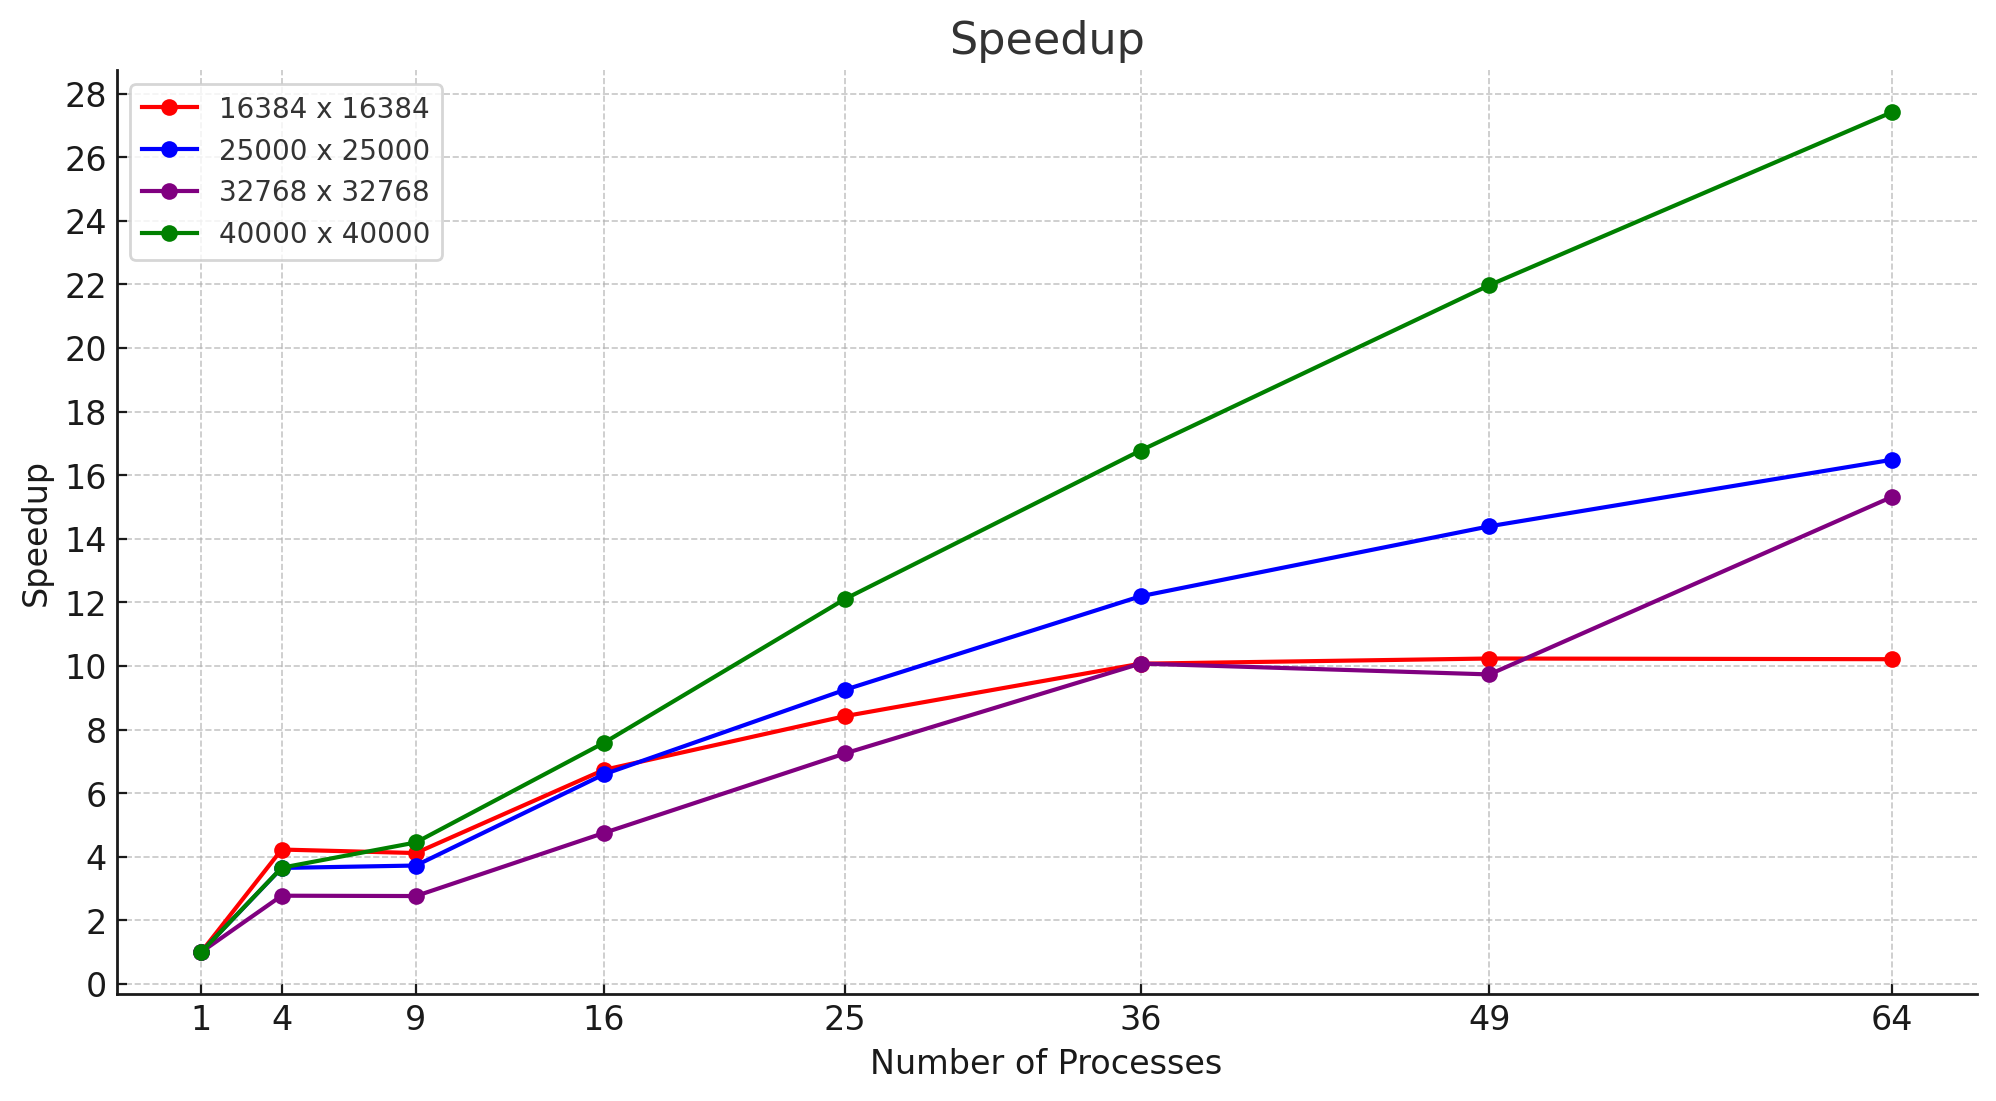 Speedup
16384 x 16384
25000 x 25000
32768 x 32768
40000 x 40000
28
26
24
22
20
18
16
14
12
10
8
6
4
2
0
Speedup
1 4 9 16 25 36 49 64
Number of Processes